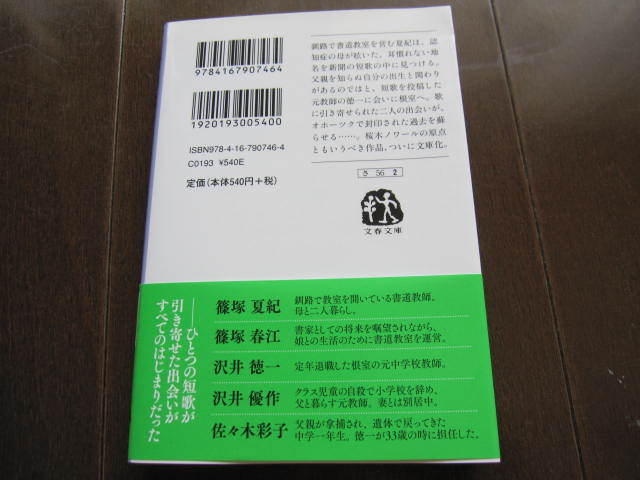 9784167907464
1920193005400
ISBN978-4-16-790746-4
C0193 ¥540E
定価(本体540円+税)
釧路で書道教室を営む夏紀は、認
知症の母が呟いた、耳慣れない地
名を新聞の短歌の中に見つける。
父親を知らぬ自分の出生と関わり
があるのではと、短歌を投稿した
元教師の徳一に会いに根室へ。歌
に引き寄せられた二人の出会いが、
オホーツクで封印された過去を蘇
らせる……。桜木ノワールの原点
ともいうべき作品、ついに文庫化。
さ 56 2
文春文庫
――ひとつの短歌が
引き寄せた出会いが
すべてのはじまりだった
篠塚 夏紀
釧路で教室を開いている書道教師。
母と二人暮らし。
篠塚 春江
書家としての将来を嘱望されながら、
娘との生活のために書道教室を運営。
沢井 徳一
定年退職した根室の元中学校教師。
沢井 優作
クラス児童の自殺で小学校を辞め、
父と暮らす元教師。妻とは別居中。
佐々木彩子
父親が拿捕され、遺体で戻ってきた
中学一年生。徳一が33歳の時に担任した。